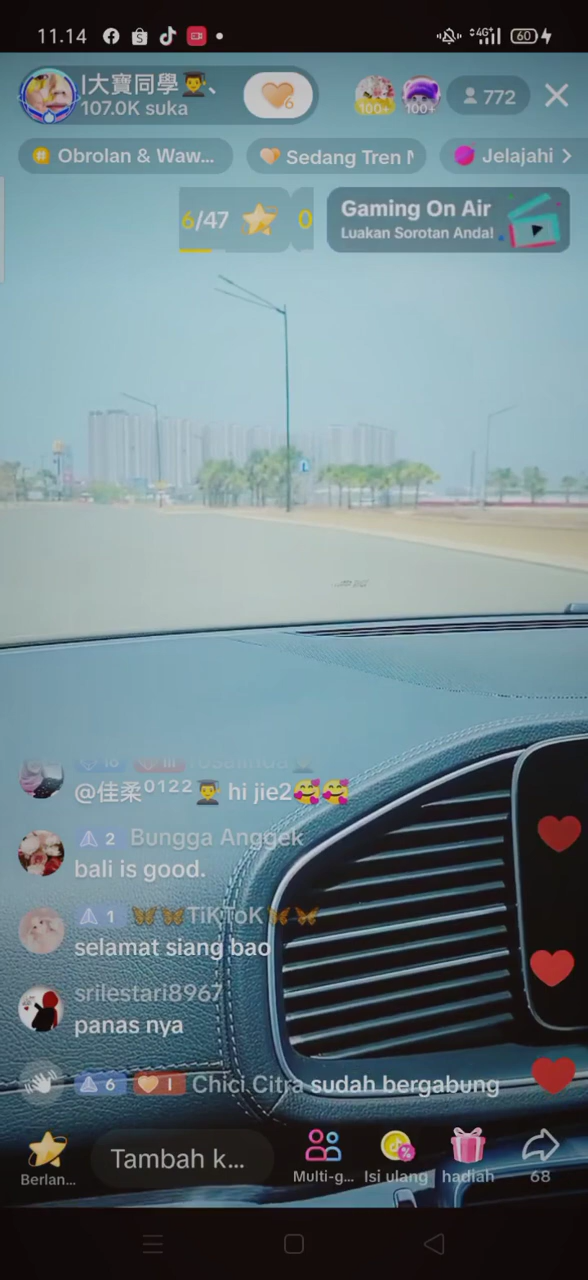 11.14
4G
60
|大寶同學👨‍🎓、
107.0K suka
6
100+
100+
772
Obrolan & Waw...
Sedang Tren
Jelajahi
6/47
0
Gaming On Air
Luakan Sorotan Anda!
@佳柔⁰¹²²👨‍🎓 hi jie2🥰🥰
2 Bungga Anggek
bali is good.
1 🦋🦋TiKToK🦋🦋
selamat siang bao
srilestari8967
panas nya
6 I Chici Citra sudah bergabung
Berlan...
Tambah k...
Multi-g...
Isi ulang
hadiah
68